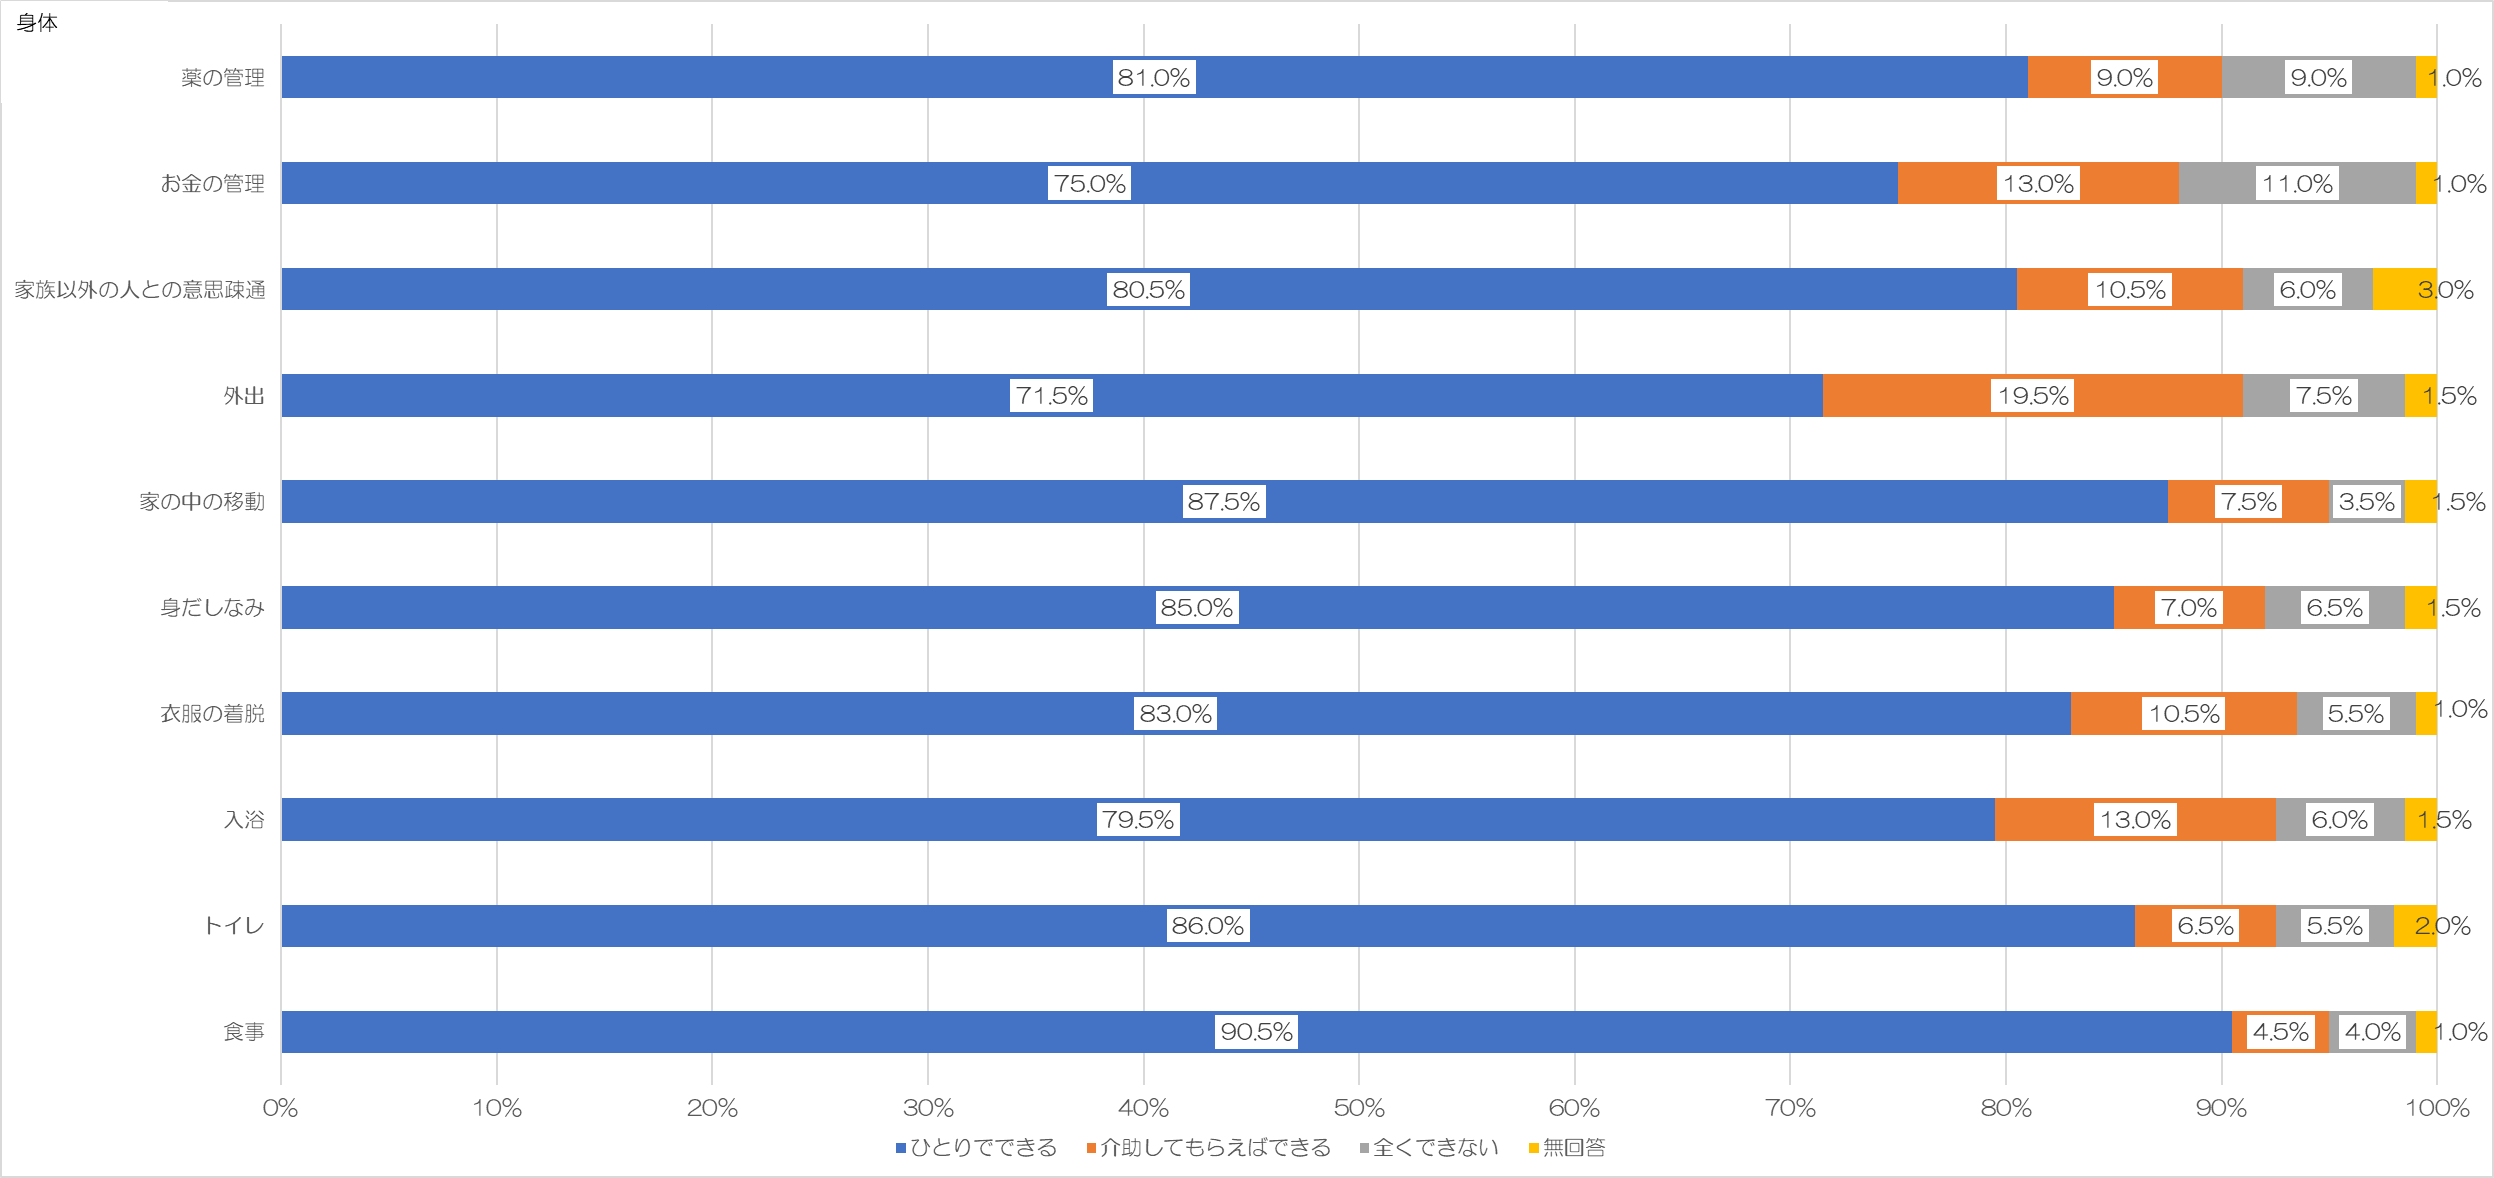 身体
薬の管理 81.0% 9.0% 9.0% 1.0%
お金の管理 75.0% 13.0% 11.0% 1.0%
家族以外の人との意思疎通 80.5% 10.5% 6.0% 3.0%
外出 71.5% 19.5% 7.5% 1.5%
家の中の移動 87.5% 7.5% 3.5% 1.5%
身だしなみ 85.0% 7.0% 6.5% 1.5%
衣服の着脱 83.0% 10.5% 5.5% 1.0%
入浴 79.5% 13.0% 6.0% 1.5%
トイレ 86.0% 6.5% 5.5% 2.0%
食事 90.5% 4.5% 4.0% 1.0%
0% 10% 20% 30% 40% 50% 60% 70% 80% 90% 100%
ひとりでできる 介助してもらえばできる 全くできない 無回答